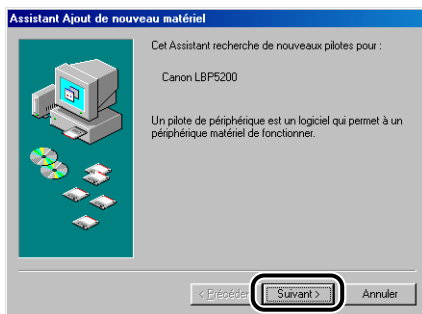 Assistant Ajout de nouveau matériel
Cet Assistant recherche de nouveaux pilotes pour :
Canon LBP5200
Un pilote de périphérique est un logiciel qui permet à un
périphérique matériel de fonctionner.
< Précéden Suivant > Annuler